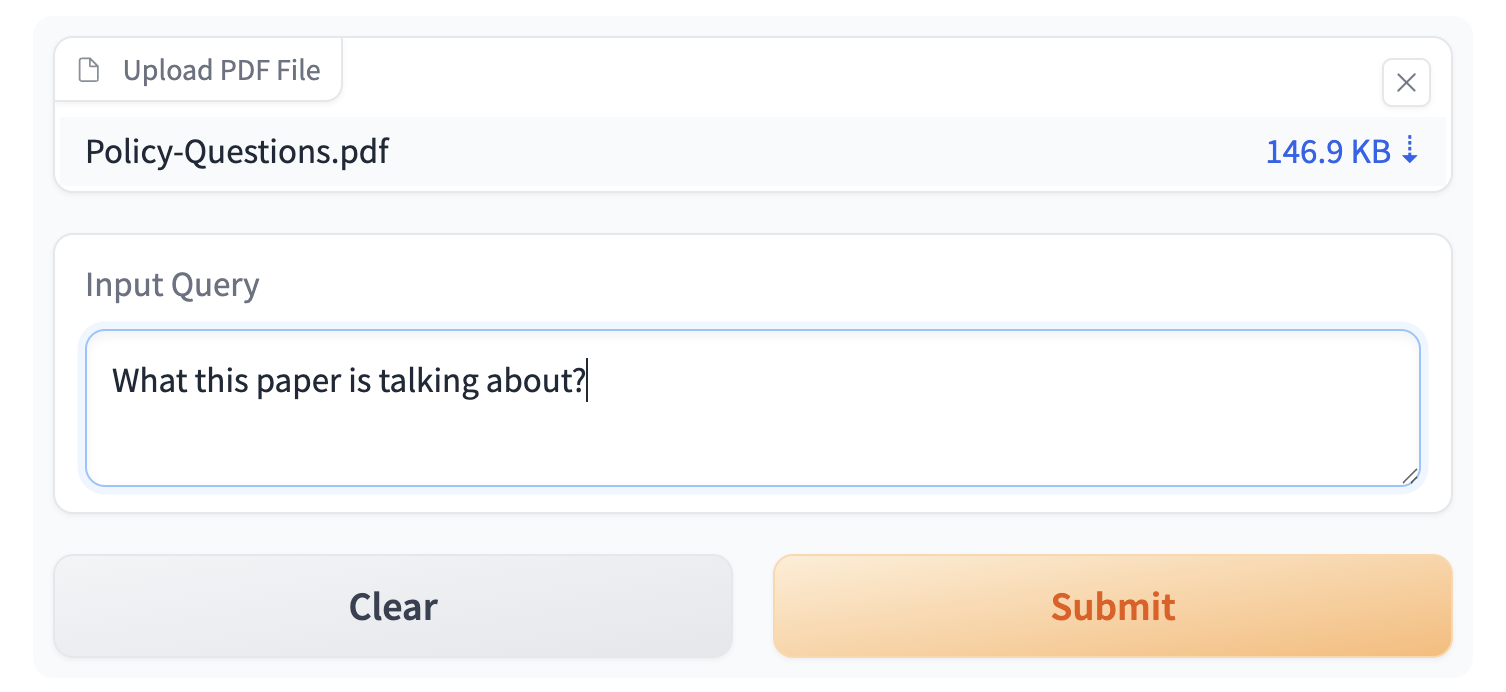 Upload PDF File
Policy-Questions.pdf 146.9 KB ⇣
Input Query
What this paper is talking about?
Clear Submit